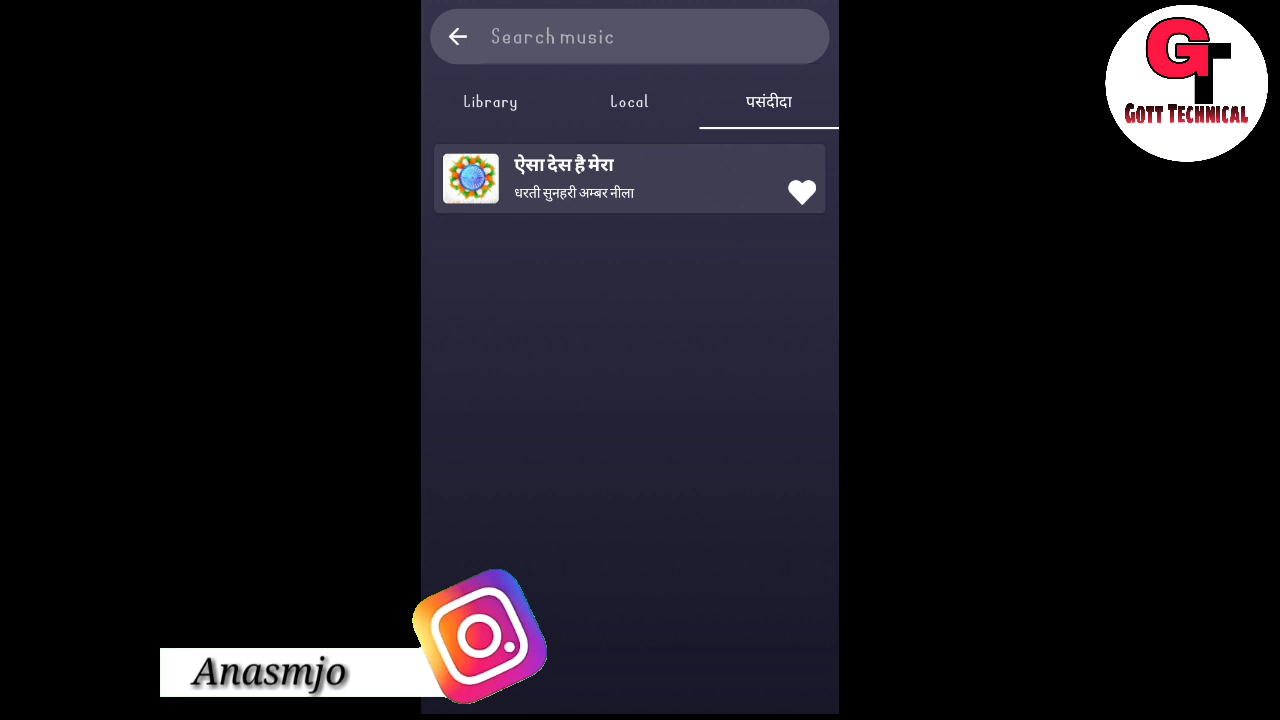 Search music
Library
Local
पसंदीदा
ऐसा देस है मेरा
धरती सुनहरी अम्बर नीला
GT
GOTT TECHNICAL
Anasmjo